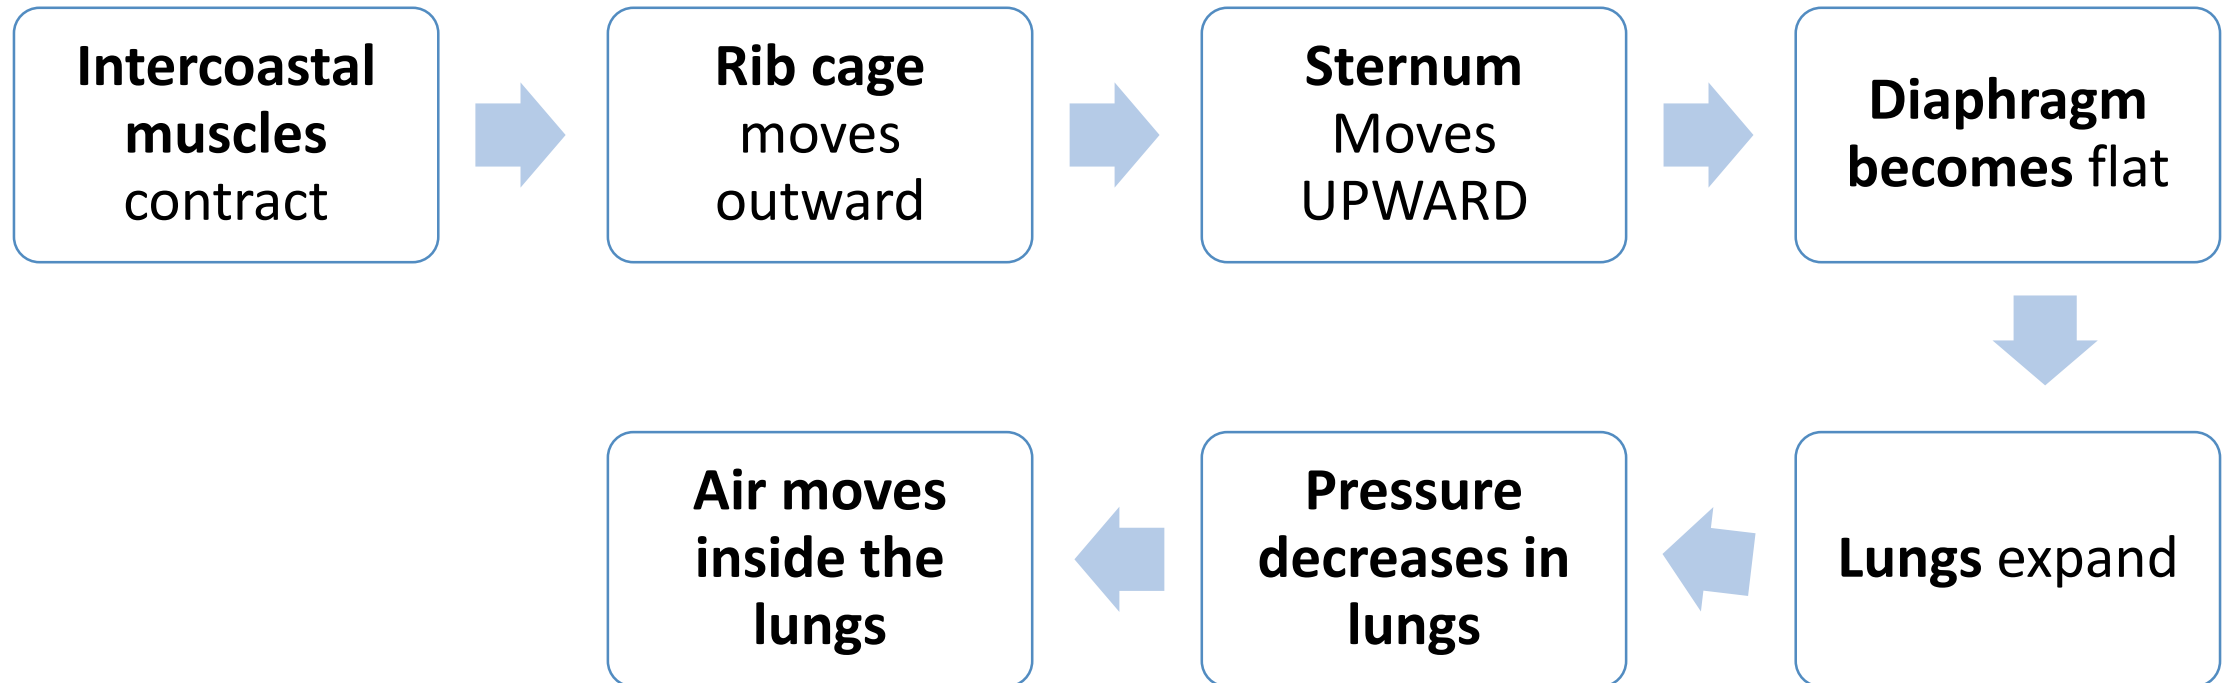 Intercoastal
muscles
contract
Rib cage
moves
outward
Sternum
Moves
UPWARD
Diaphragm
becomes flat
Lungs expand
Pressure
decreases in
lungs
Air moves
inside the
lungs